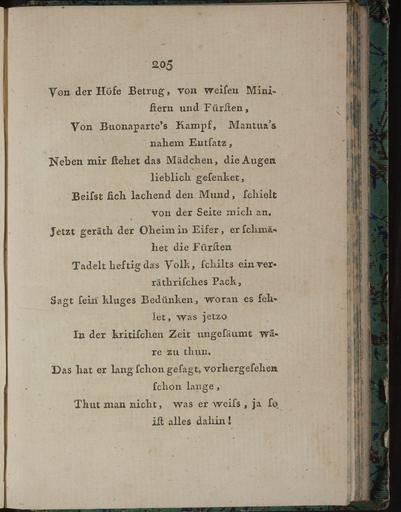 205
Von der Höfe Betrug, von weiſen Mini-
ſtern und Fürſten,
Von Buonaparte's Kampf, Mantua's
nahem Entſatz,
Neben mir ſtehet das Mädchen, die Augen
lieblich geſenket,
Beiſst ſich lachend den Mund, ſchielt
von der Seite mich an.
Jetzt geräth der Oheim in Eifer, er ſchmä-
het die Fürſten
Tadelt heftig das Volk, ſchilts ein ver-
räthriſches Pack,
Sagt ſein kluges Bedünken, woran es feh-
let, was jetzo
In der kritiſchen Zeit ungeſäumt wä-
re zu thun.
Das hat er lang ſchon geſagt, vorhergeſehen
ſchon lange,
Thut man nicht, was er weiſs, ja ſo
iſt alles dahin!